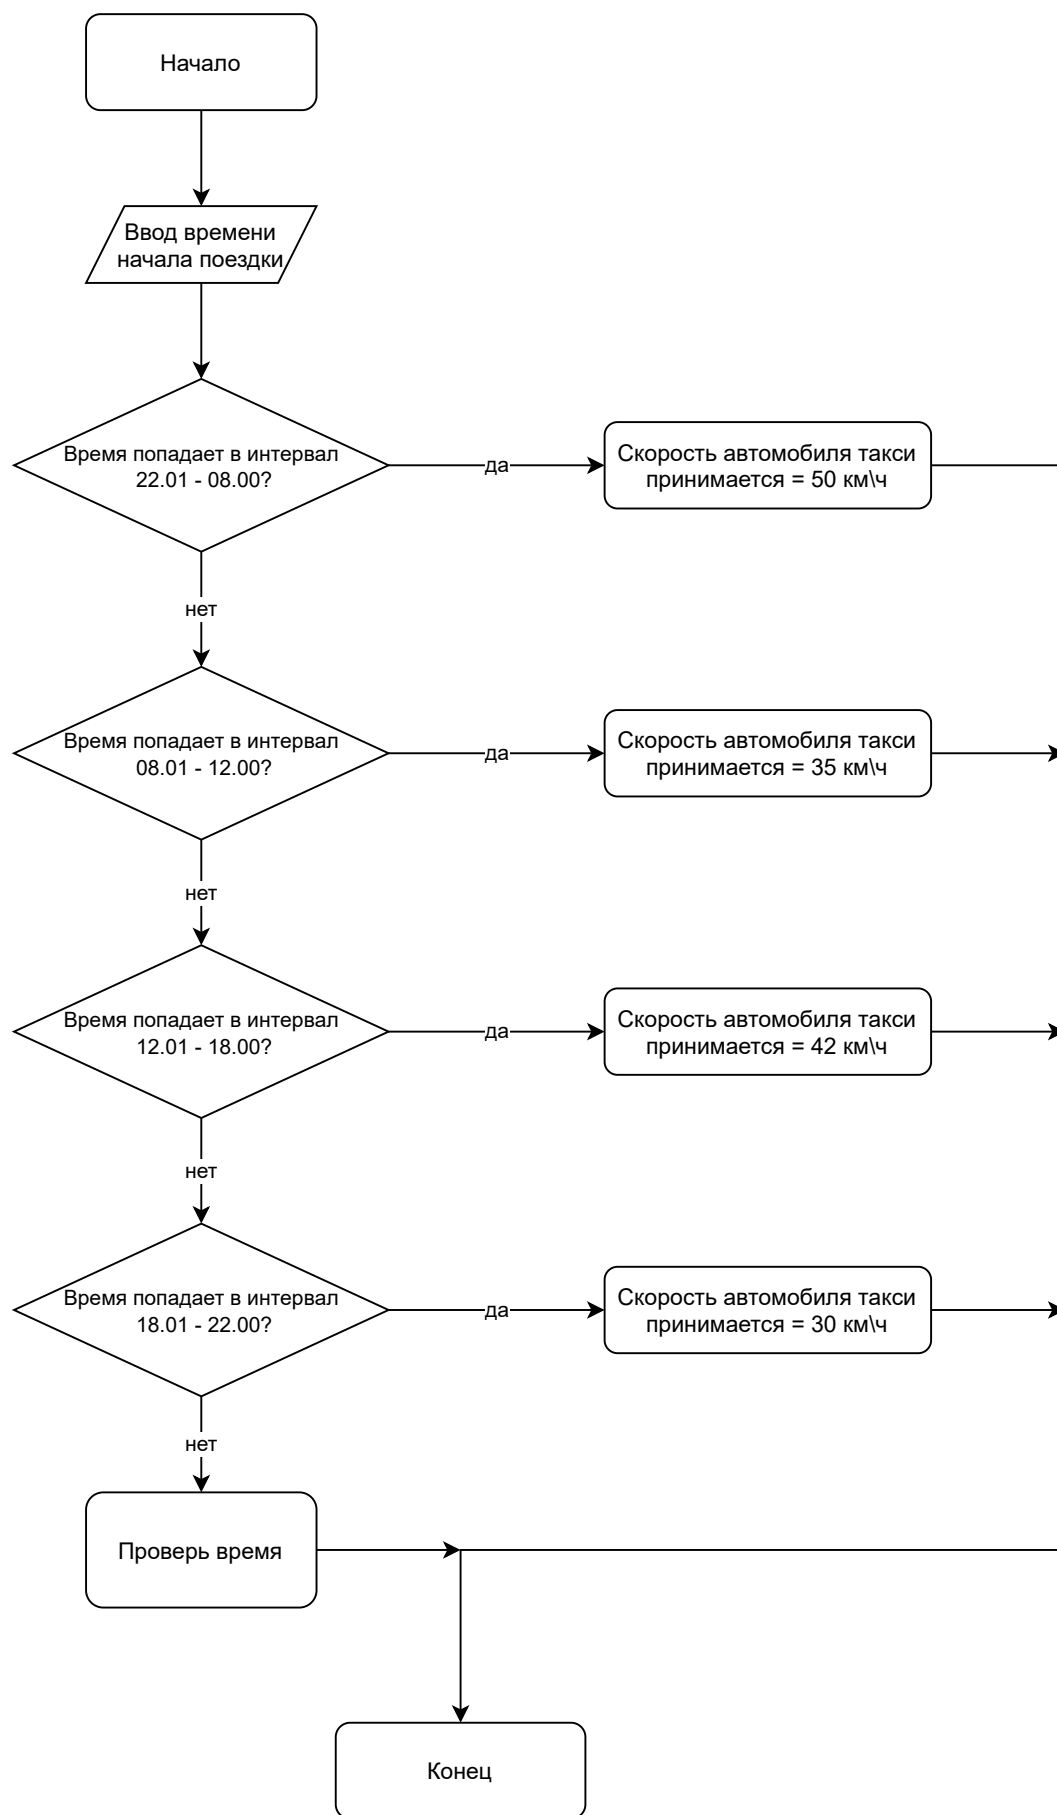 Начало
Ввод времени
начала поездки
Время попадает в интервал
22.01 - 08.00?
да
Скорость автомобиля такси
принимается = 50 км\ч
нет
Время попадает в интервал
08.01 - 12.00?
да
Скорость автомобиля такси
принимается = 35 км\ч
нет
Время попадает в интервал
12.01 - 18.00?
да
Скорость автомобиля такси
принимается = 42 км\ч
нет
Время попадает в интервал
18.01 - 22.00?
да
Скорость автомобиля такси
принимается = 30 км\ч
нет
Проверь время
Конец